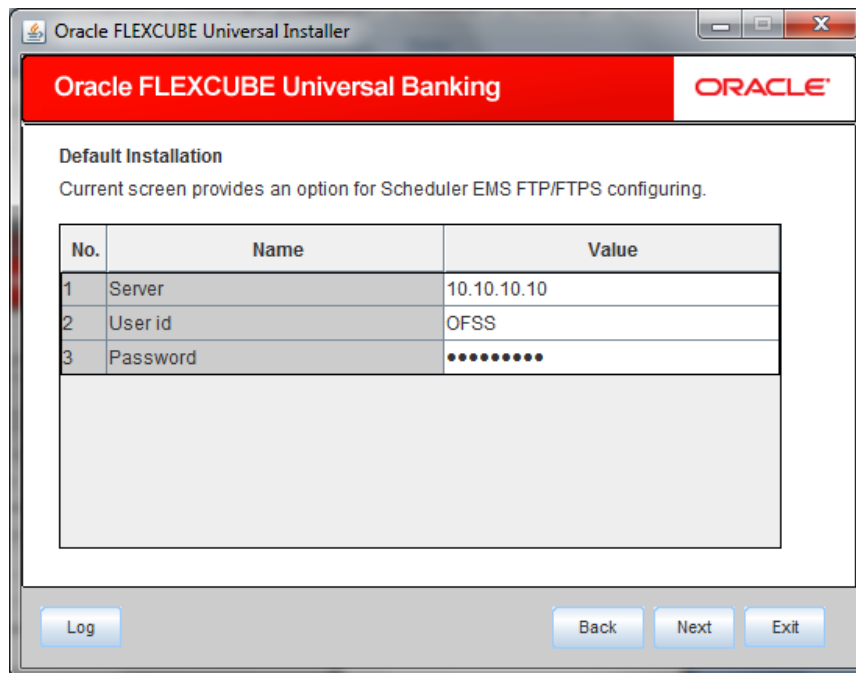 Oracle FLEXCUBE Universal Installer
Oracle FLEXCUBE Universal Banking ORACLE
Default Installation
Current screen provides an option for Scheduler EMS FTP/FTPS configuring.
No. Name Value
1 Server 10.10.10.10
2 User id OFSS
3 Password •••••••••
Log Back Next Exit